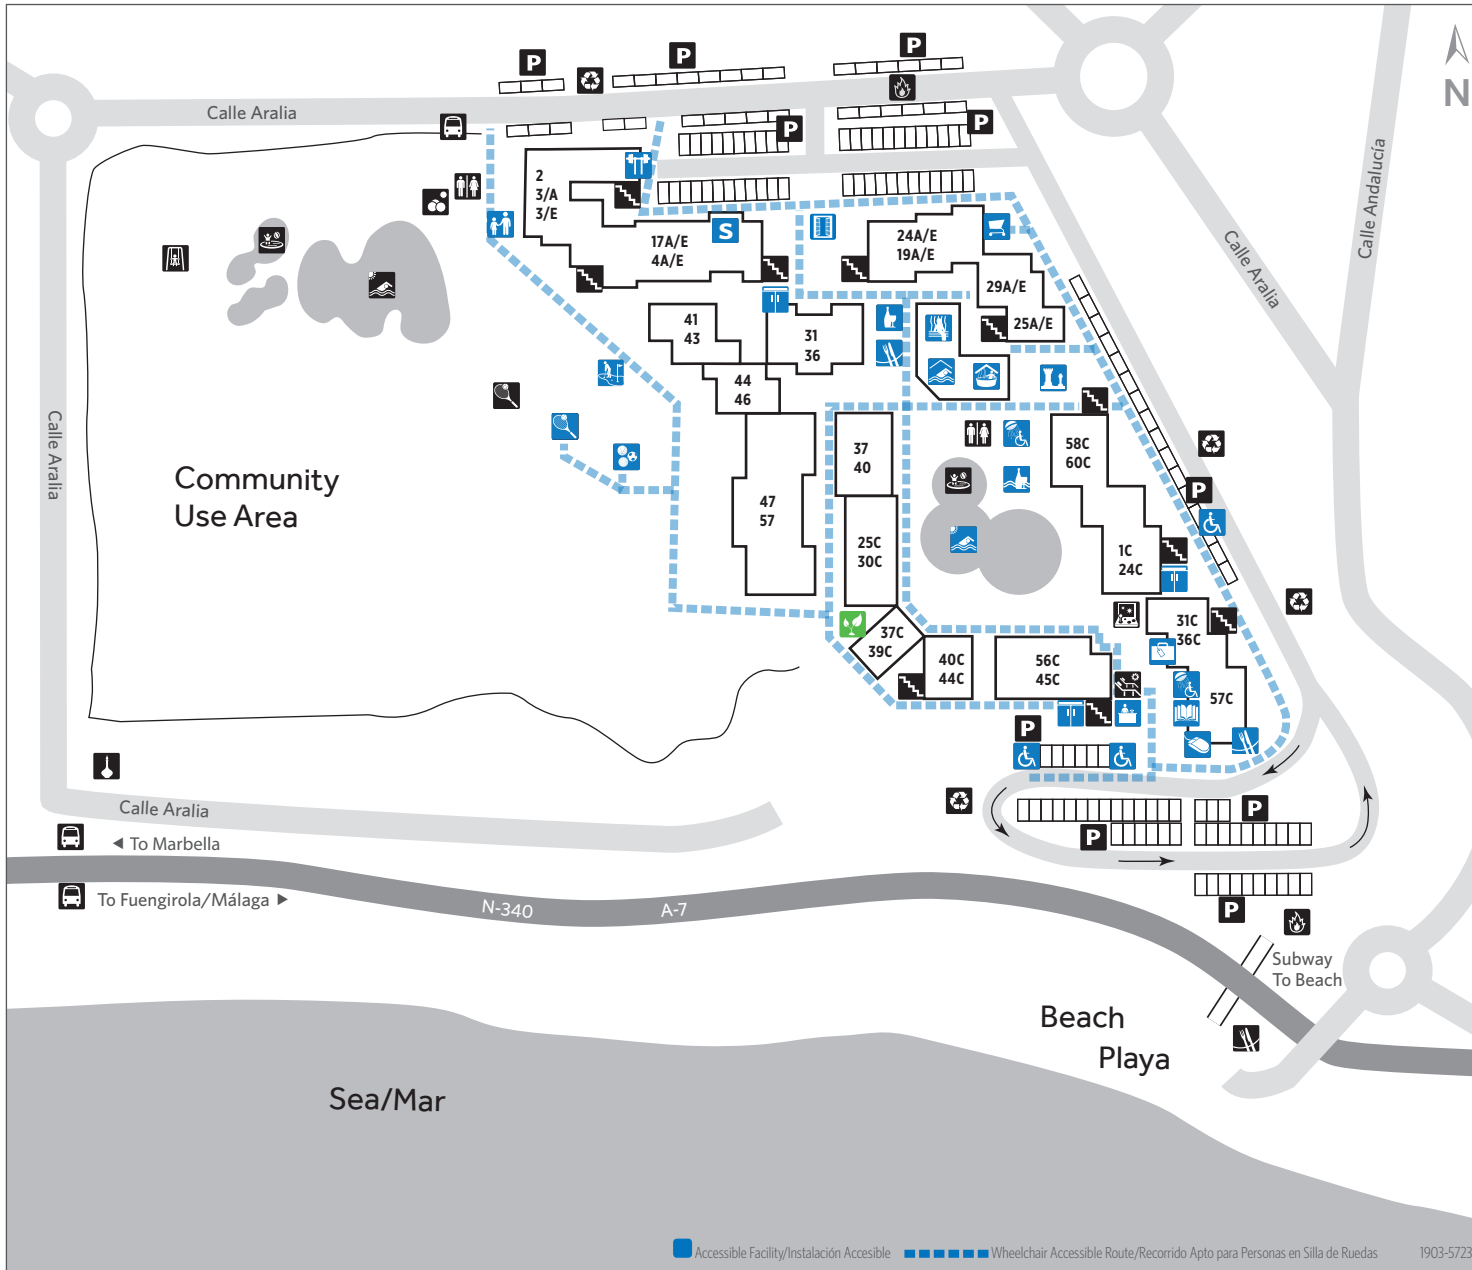 P
P
P
N
Calle Aralia
P
P
Calle Andalucía
2
3/A
3/E
17A/E
4A/E
S
24A/E
19A/E
Calle Aralia
29A/E
25A/E
41
43
31
36
44
46
Calle Aralia
37
40
58C
60C
Community
Use Area
47
57
P
25C
30C
1C
24C
37C
39C
31C
36C
40C
44C
56C
45C
57C
P
Calle Aralia
P
P
To Marbella
To Fuengirola/Málaga
N-340
A-7
P
Subway
To Beach
Beach
Playa
Sea/Mar
Accessible Facility/Instalación Accesible
Wheelchair Accessible Route/Recorrido Apto para Personas en Silla de Ruedas
1903-5723